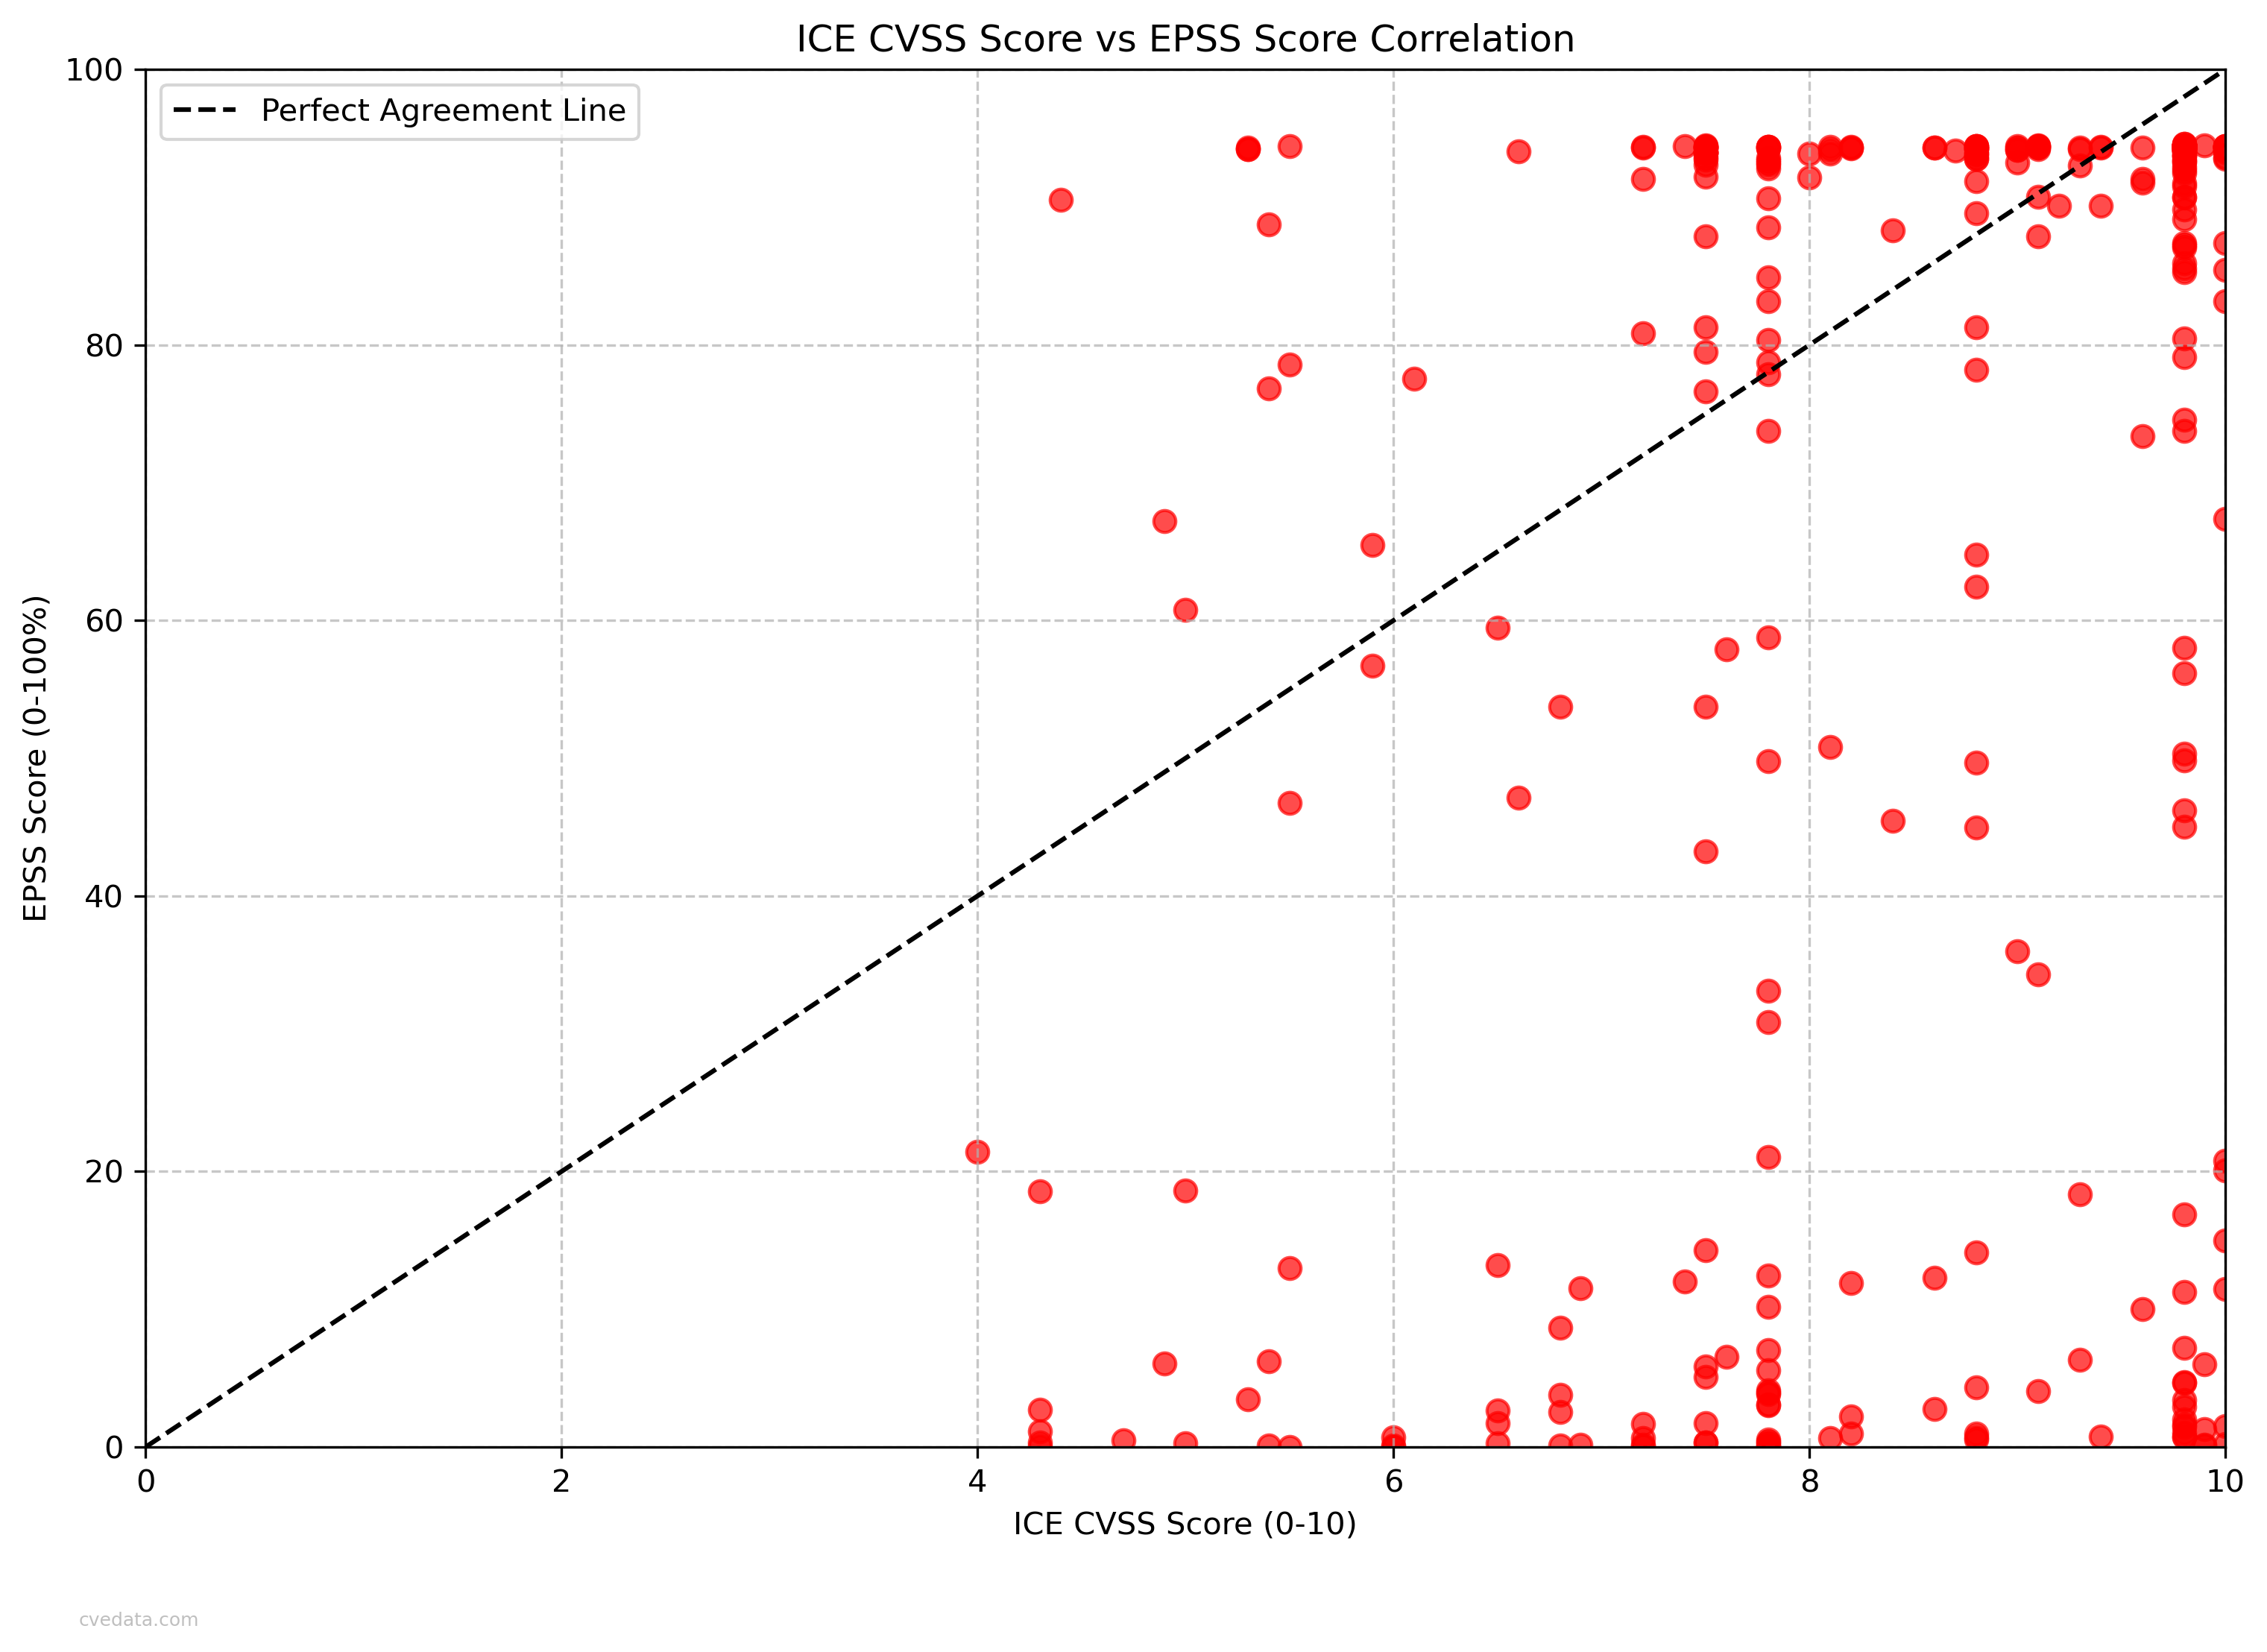 ICE CVSS Score vs EPSS Score Correlation
Perfect Agreement Line
EPSS Score (0-100%)
100
80
60
40
20
0
0 2 4 6 8 10
ICE CVSS Score (0-10)
cvedata.com